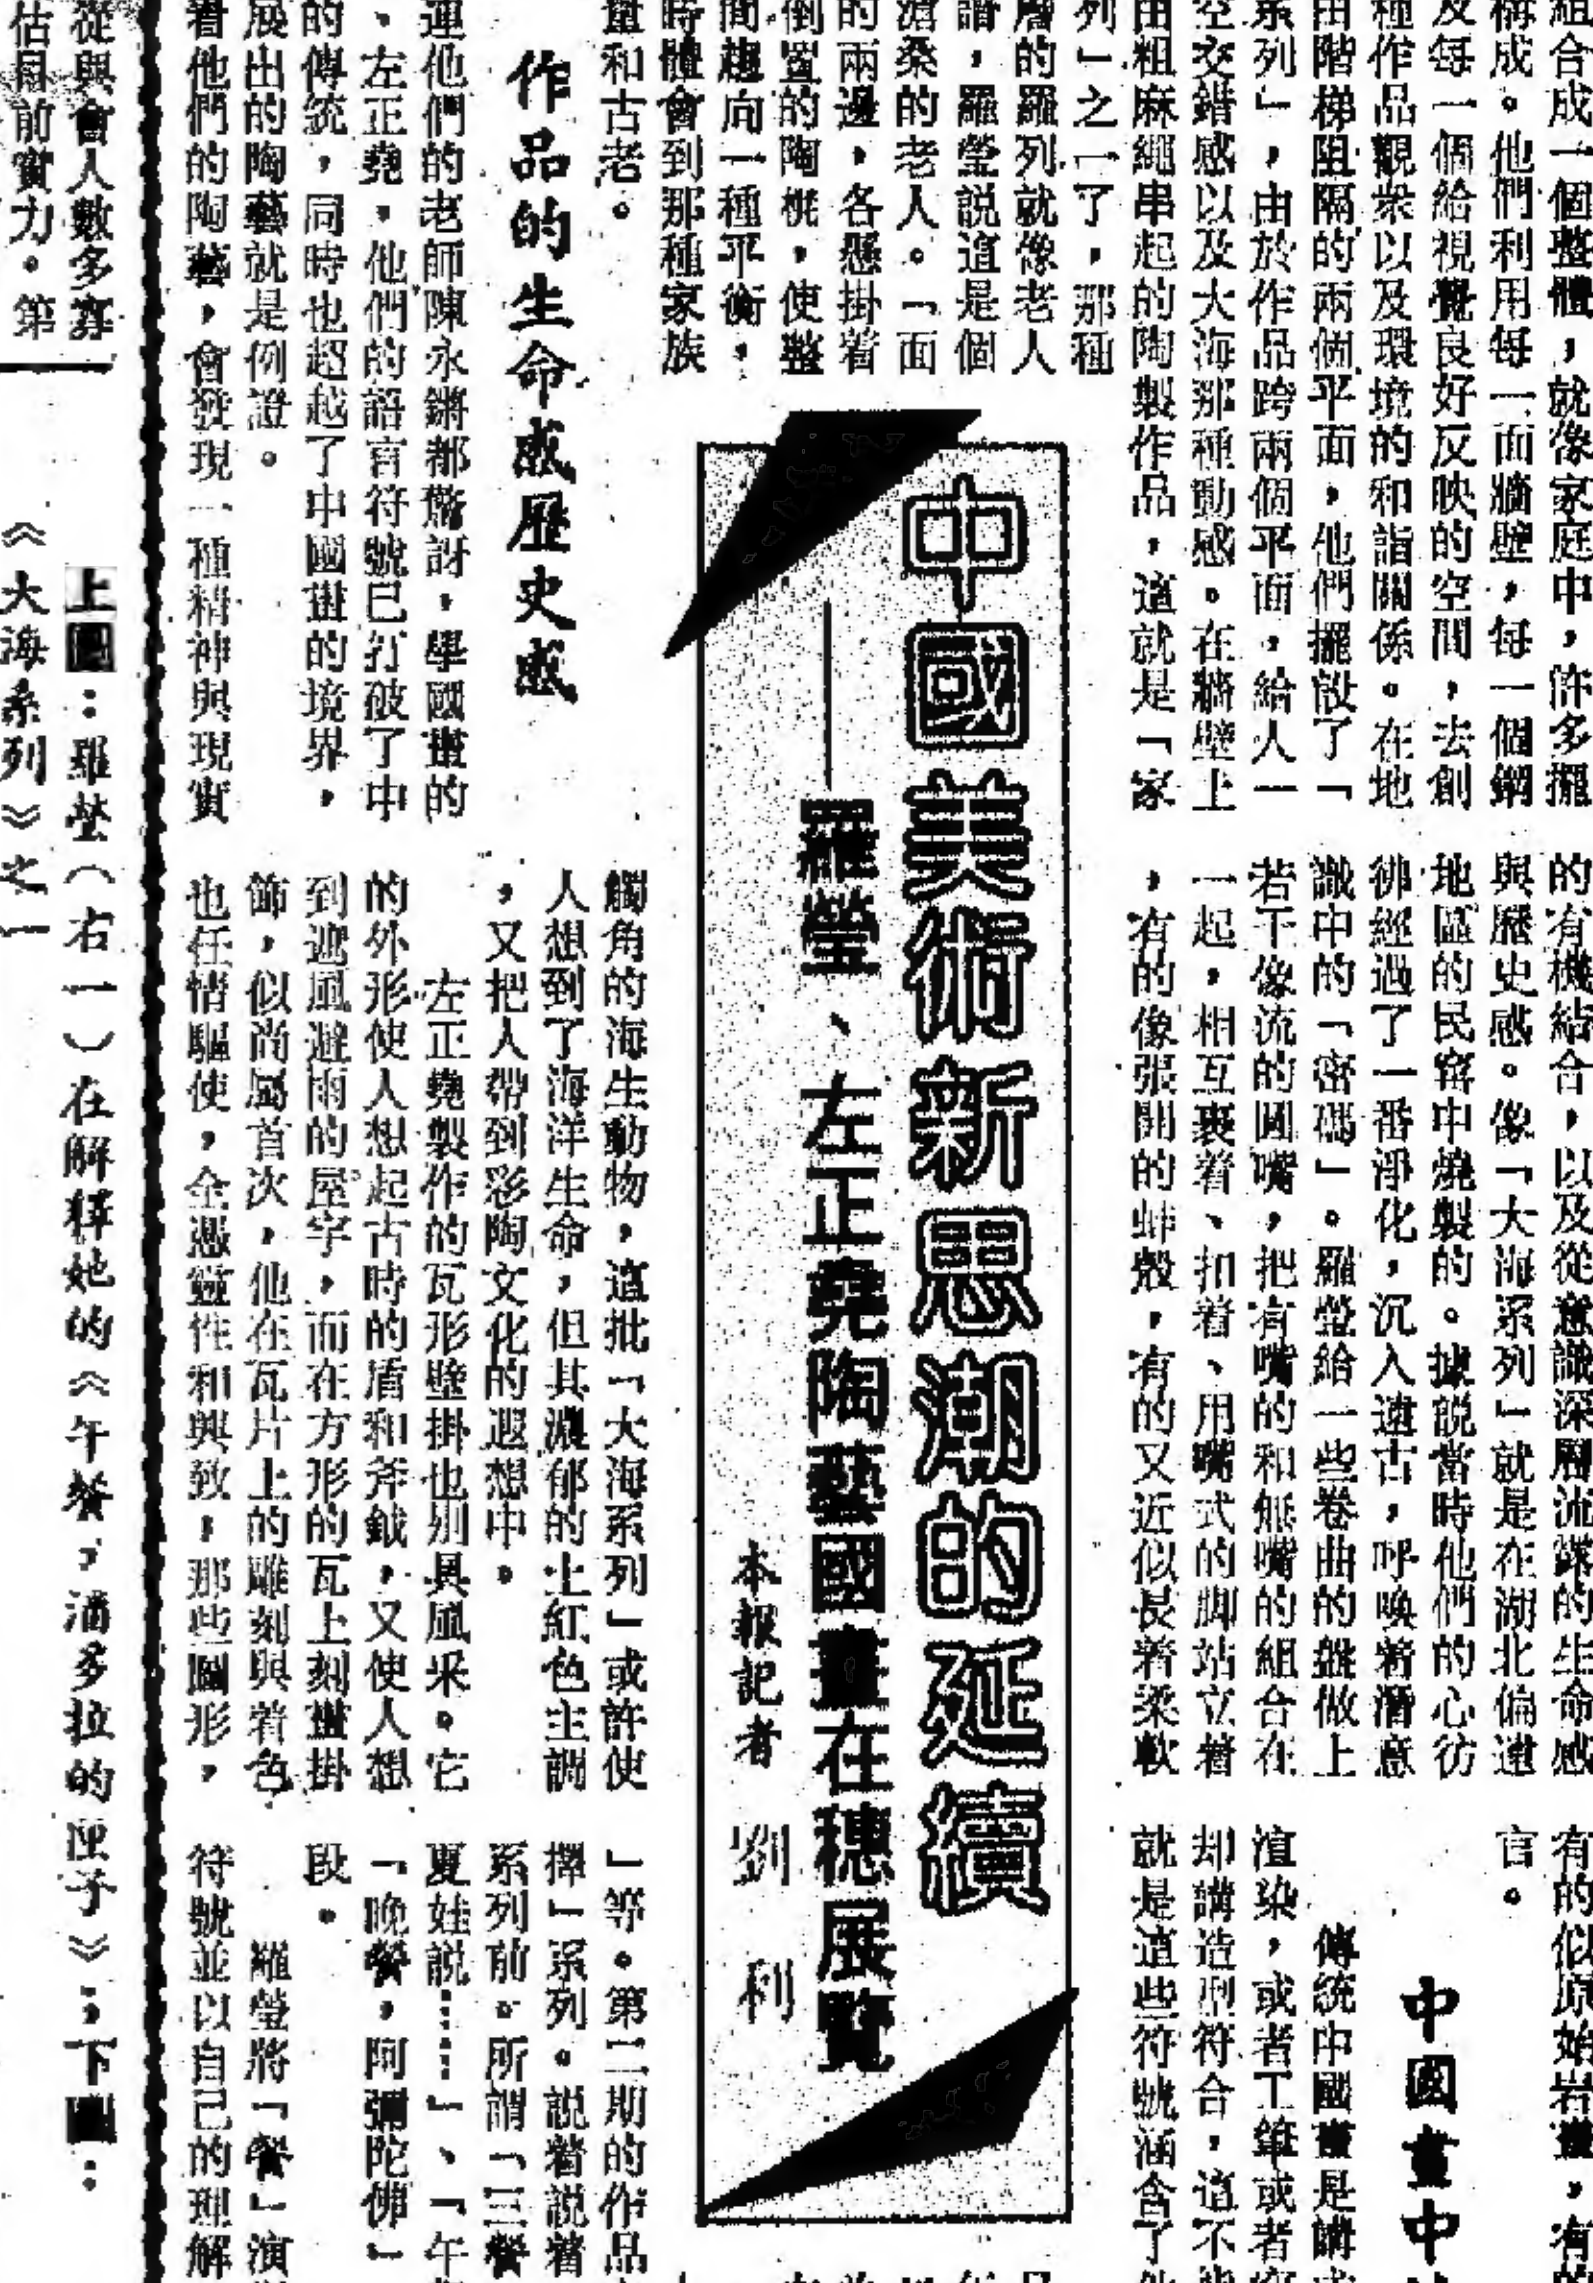 中國美術新思潮的延續
——羅瑩、左正堯陶藝國畫在穗展覽
本報記者 劉 利
組合成一個整體，就像家庭中，許多擺
構成。他們利用每一面牆壁，每一個鋼
及每一個給視覺良好反映的空間，去創
種作品觀衆以及環境的和諧關係。在地
由階梯阻隔的兩個平面，他們擺設了「
系列」，由於作品跨兩個平面，給人一
空交錯感以及大海那種動感。在牆壁上
由粗麻繩串起的陶製作品，這就是「家
列」之一了，那種
層的羅列就像老人
譜，羅瑩説這是個
滄桑的老人。「面
的兩邊，各懸掛着
倒置的陶槪，使整
間趨向一種平衡，
時體會到那種家族
量和古老。
作品的生命感歷史感
連他們的老師陳永鏘都驚訝，學國畫的
、左正堯，他們的語言符號已打破了中
的傳統，同時也超越了中國畫的境界，
展出的陶藝就是例證。
看他們的陶藝，會發現一種精神與現實
的有機結合，以及從意識深層流露的生命感
與歷史感。像「大海系列」就是在湖北偏遠
地區的民窰中燒製的。據説當時他們的心彷
彿經過了一番淨化，沉入遠古，呼喚着潛意
識中的「密碼」。羅瑩給一些卷曲的盤做上
若干像流的圓嘴，把有嘴的和無嘴的組合在
一起，相互裹着、扣着、用嘴式的脚站立着
，有的像張開的蚌殼，有的又近似長着柔軟
觸角的海生動物，這批「大海系列」或許使
人想到了海洋生命，但其濃郁的土紅色主調
，又把人帶到彩陶文化的遐想中。
左正堯製作的瓦形壁掛也别具風采。它
的外形使人想起古時的盾和斧鉞，又使人想
到遮風避雨的屋宇，而在方形的瓦上刻畫掛
飾，似尚屬首次，他在瓦片上的雕刻與着色
也任情驅使，全憑靈性和興致，那些圖形，
有的似原始岩畫，有的
言。
中國畫中
傳統中國畫是講求
渲染，或者工筆或者寫
却講造型符合，這不
就是這些符號涵含了
」等。第二期的作品
擇」系列。説着説着
系列前。所謂「三餐
夏娃説……」、「午
「晚餐，阿彌陀佛」
段。
羅瑩將「餐」演
符號並以自己的理解
從與會人數多寡
估目前實力。第
上圖：羅瑩（右一）在解釋她的《午餐，潘多拉的匣子》；下圖：
《大海系列》之一